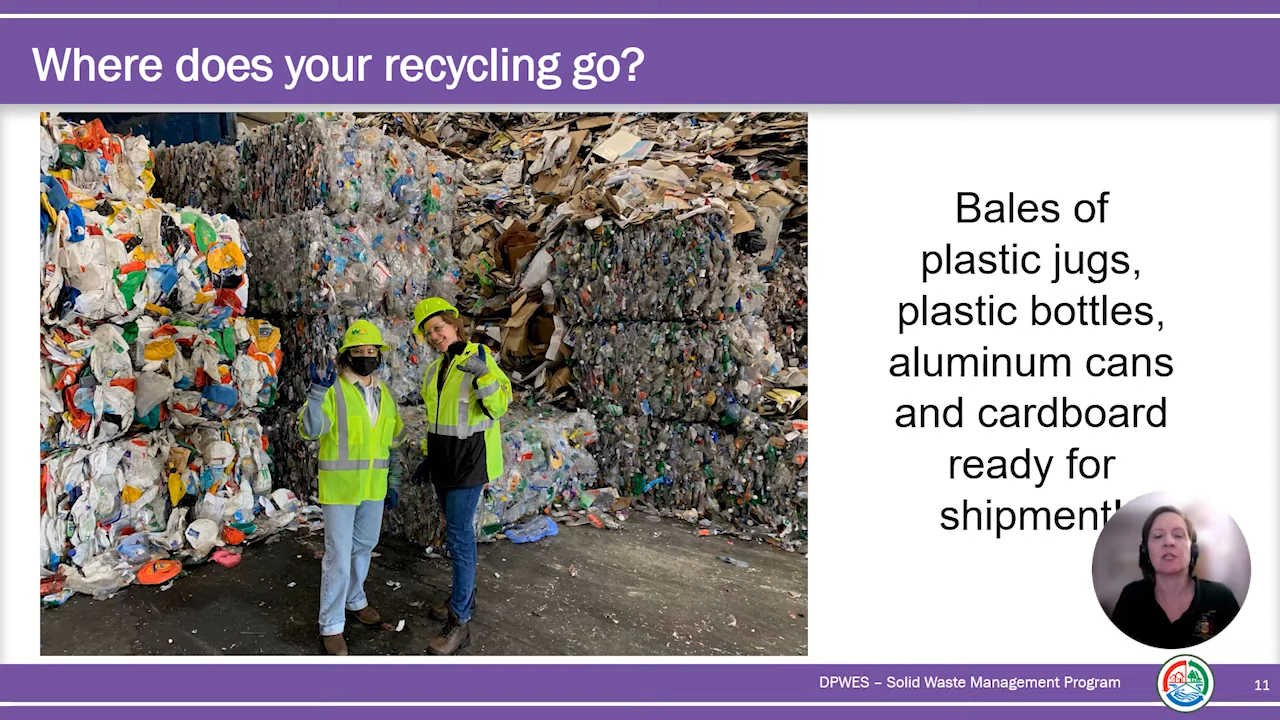 Where does your recycling go?
Bales of
plastic jugs,
plastic bottles,
aluminum cans
and cardboard
ready for
shipment!
DPWES – Solid Waste Management Program
11